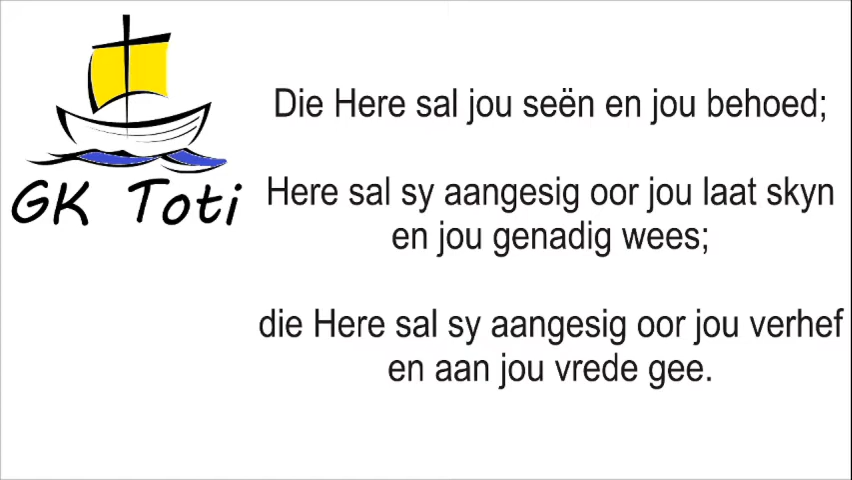 GK Toti
Die Here sal jou seën en jou behoed;
Here sal sy aangesig oor jou laat skyn
en jou genadig wees;
die Here sal sy aangesig oor jou verhef
en aan jou vrede gee.